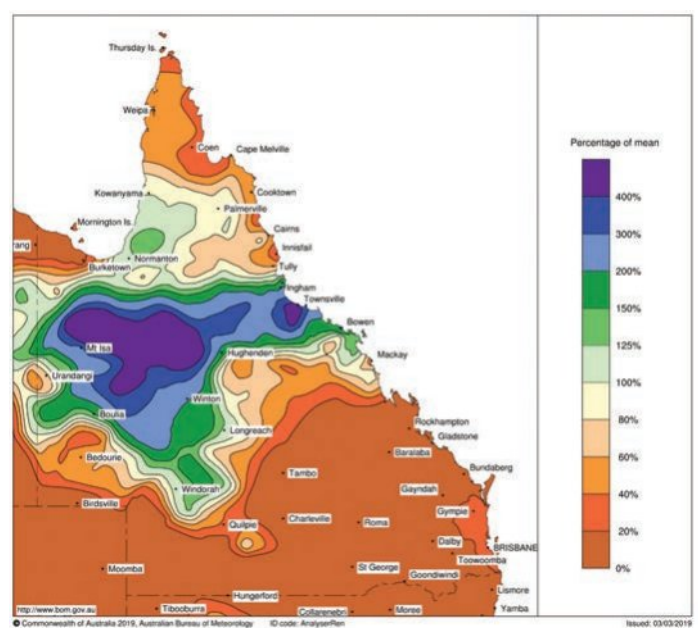 Thursday Is.
Weipa
Coen
Cape Melville
Percentage of mean
Kowanyama
Cooktown
400%
Palmerville
Mornington Is.
300%
Cairns
rang
Innisfail
Normanton
Burketown
Tully
200%
Ingham
Townsville
150%
Bowen
125%
Mt Isa
Hughenden
Mackay
Urandangi
100%
Winton
Boulia
80%
Rockhampton
Longreach
Gladstone
Baralaba
Bedourie
60%
Bundaberg
Tambo
Windorah
Gayndah
40%
Birdsville
Gympie
Charleville
Roma
Quilpie
20%
Dalby
BRISBANE
Toowoomba
Moomba
St George
0%
Goondiwindi
Lismore
Hungerford
http://www.bom.gov.au
Tibooburra
Collarenebri
Moree
Yamba
© Commonwealth of Australia 2019, Australian Bureau of Meteorology
ID code: AnalyserRen
Issued: 03/03/2019